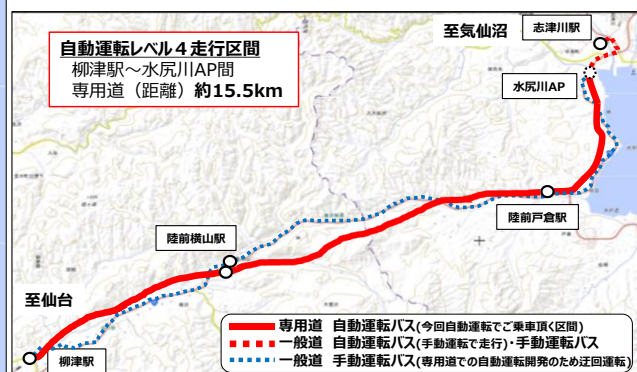 自動運転レベル４走行区間
柳津駅～水尻川AP間
専用道（距離）約15.5km
至気仙沼
志津川駅
水尻川AP
陸前戸倉駅
陸前横山駅
至仙台
柳津駅
専用道　自動運転バス(今回自動運転でご乗車頂く区間)
一般道　自動運転バス(手動運転で走行)・手動運転バス
一般道　手動運転バス(専用道での自動運転開発のため迂回運転)